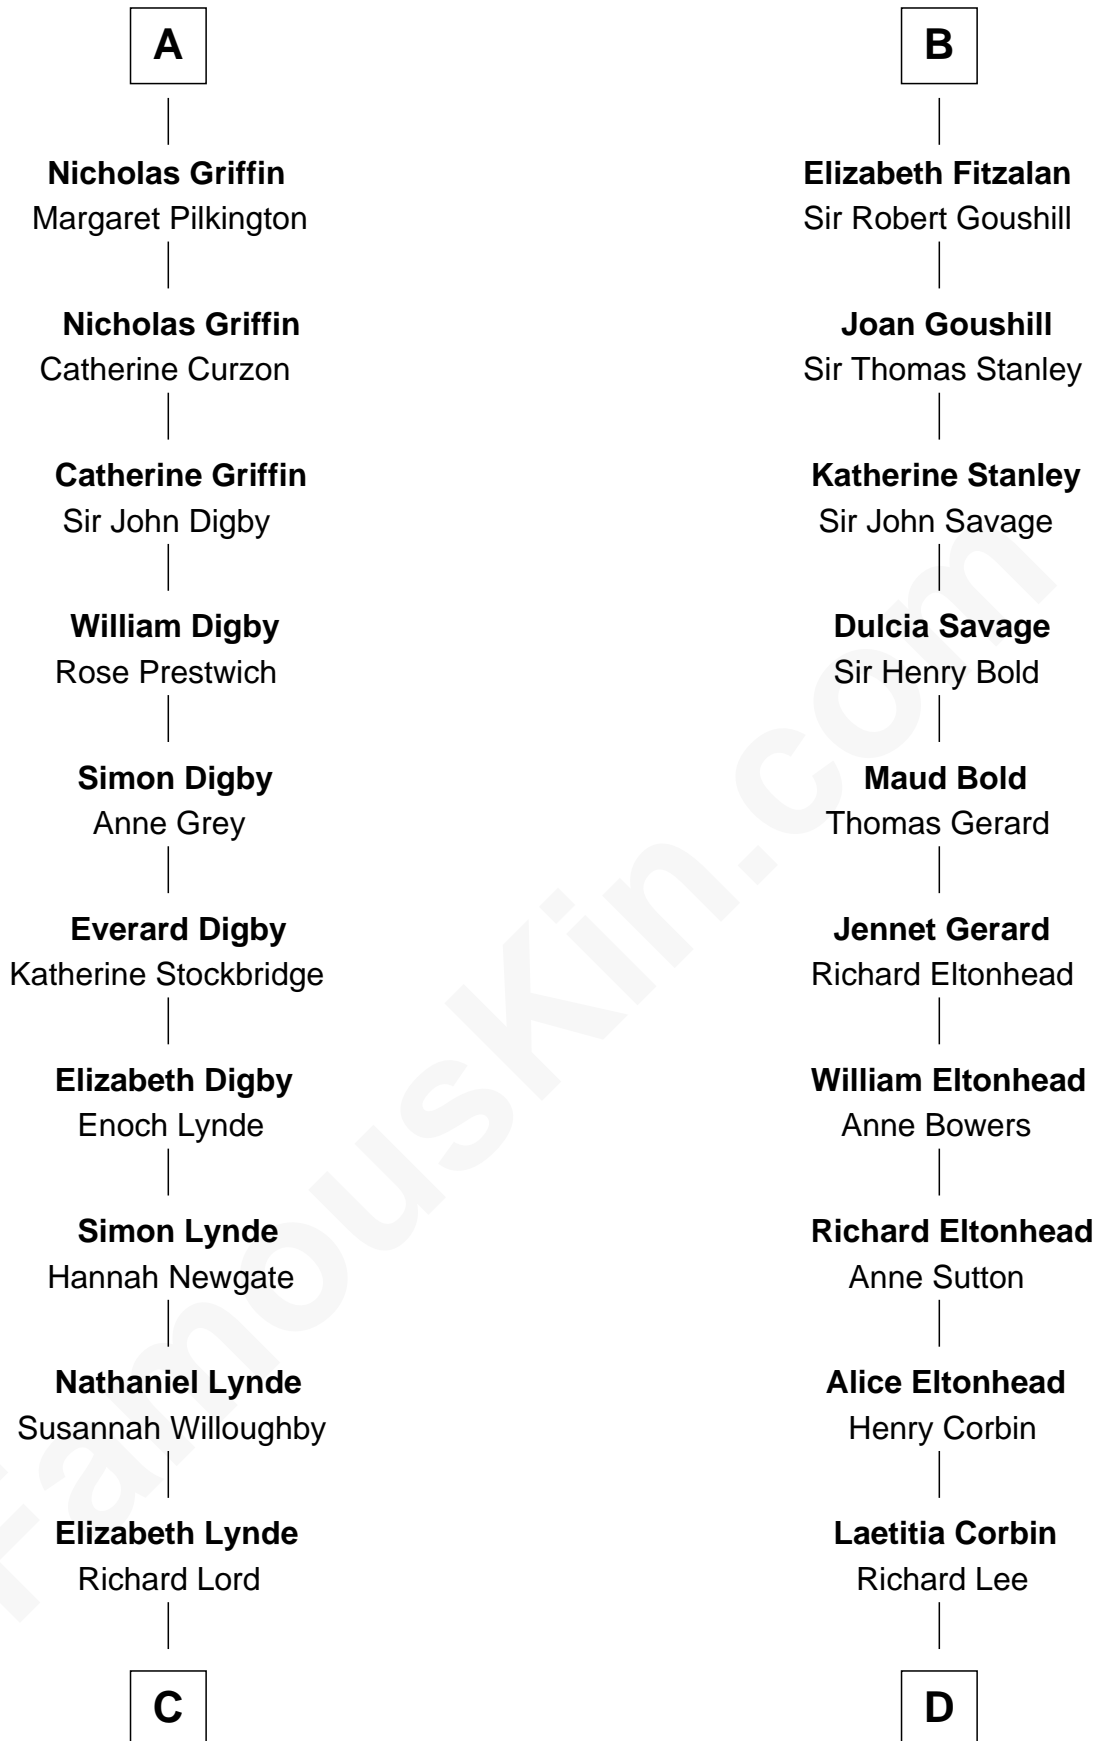 A
Nicholas Griffin
Margaret Pilkington
Nicholas Griffin
Catherine Curzon
Catherine Griffin
Sir John Digby
William Digby
Rose Prestwich
Simon Digby
Anne Grey
Everard Digby
Katherine Stockbridge
Elizabeth Digby
Enoch Lynde
Simon Lynde
Hannah Newgate
Nathaniel Lynde
Susannah Willoughby
Elizabeth Lynde
Richard Lord
C
B
Elizabeth Fitzalan
Sir Robert Goushill
Joan Goushill
Sir Thomas Stanley
Katherine Stanley
Sir John Savage
Dulcia Savage
Sir Henry Bold
Maud Bold
Thomas Gerard
Jennet Gerard
Richard Eltonhead
William Eltonhead
Anne Bowers
Richard Eltonhead
Anne Sutton
Alice Eltonhead
Henry Corbin
Laetitia Corbin
Richard Lee
D
FamousKin.com